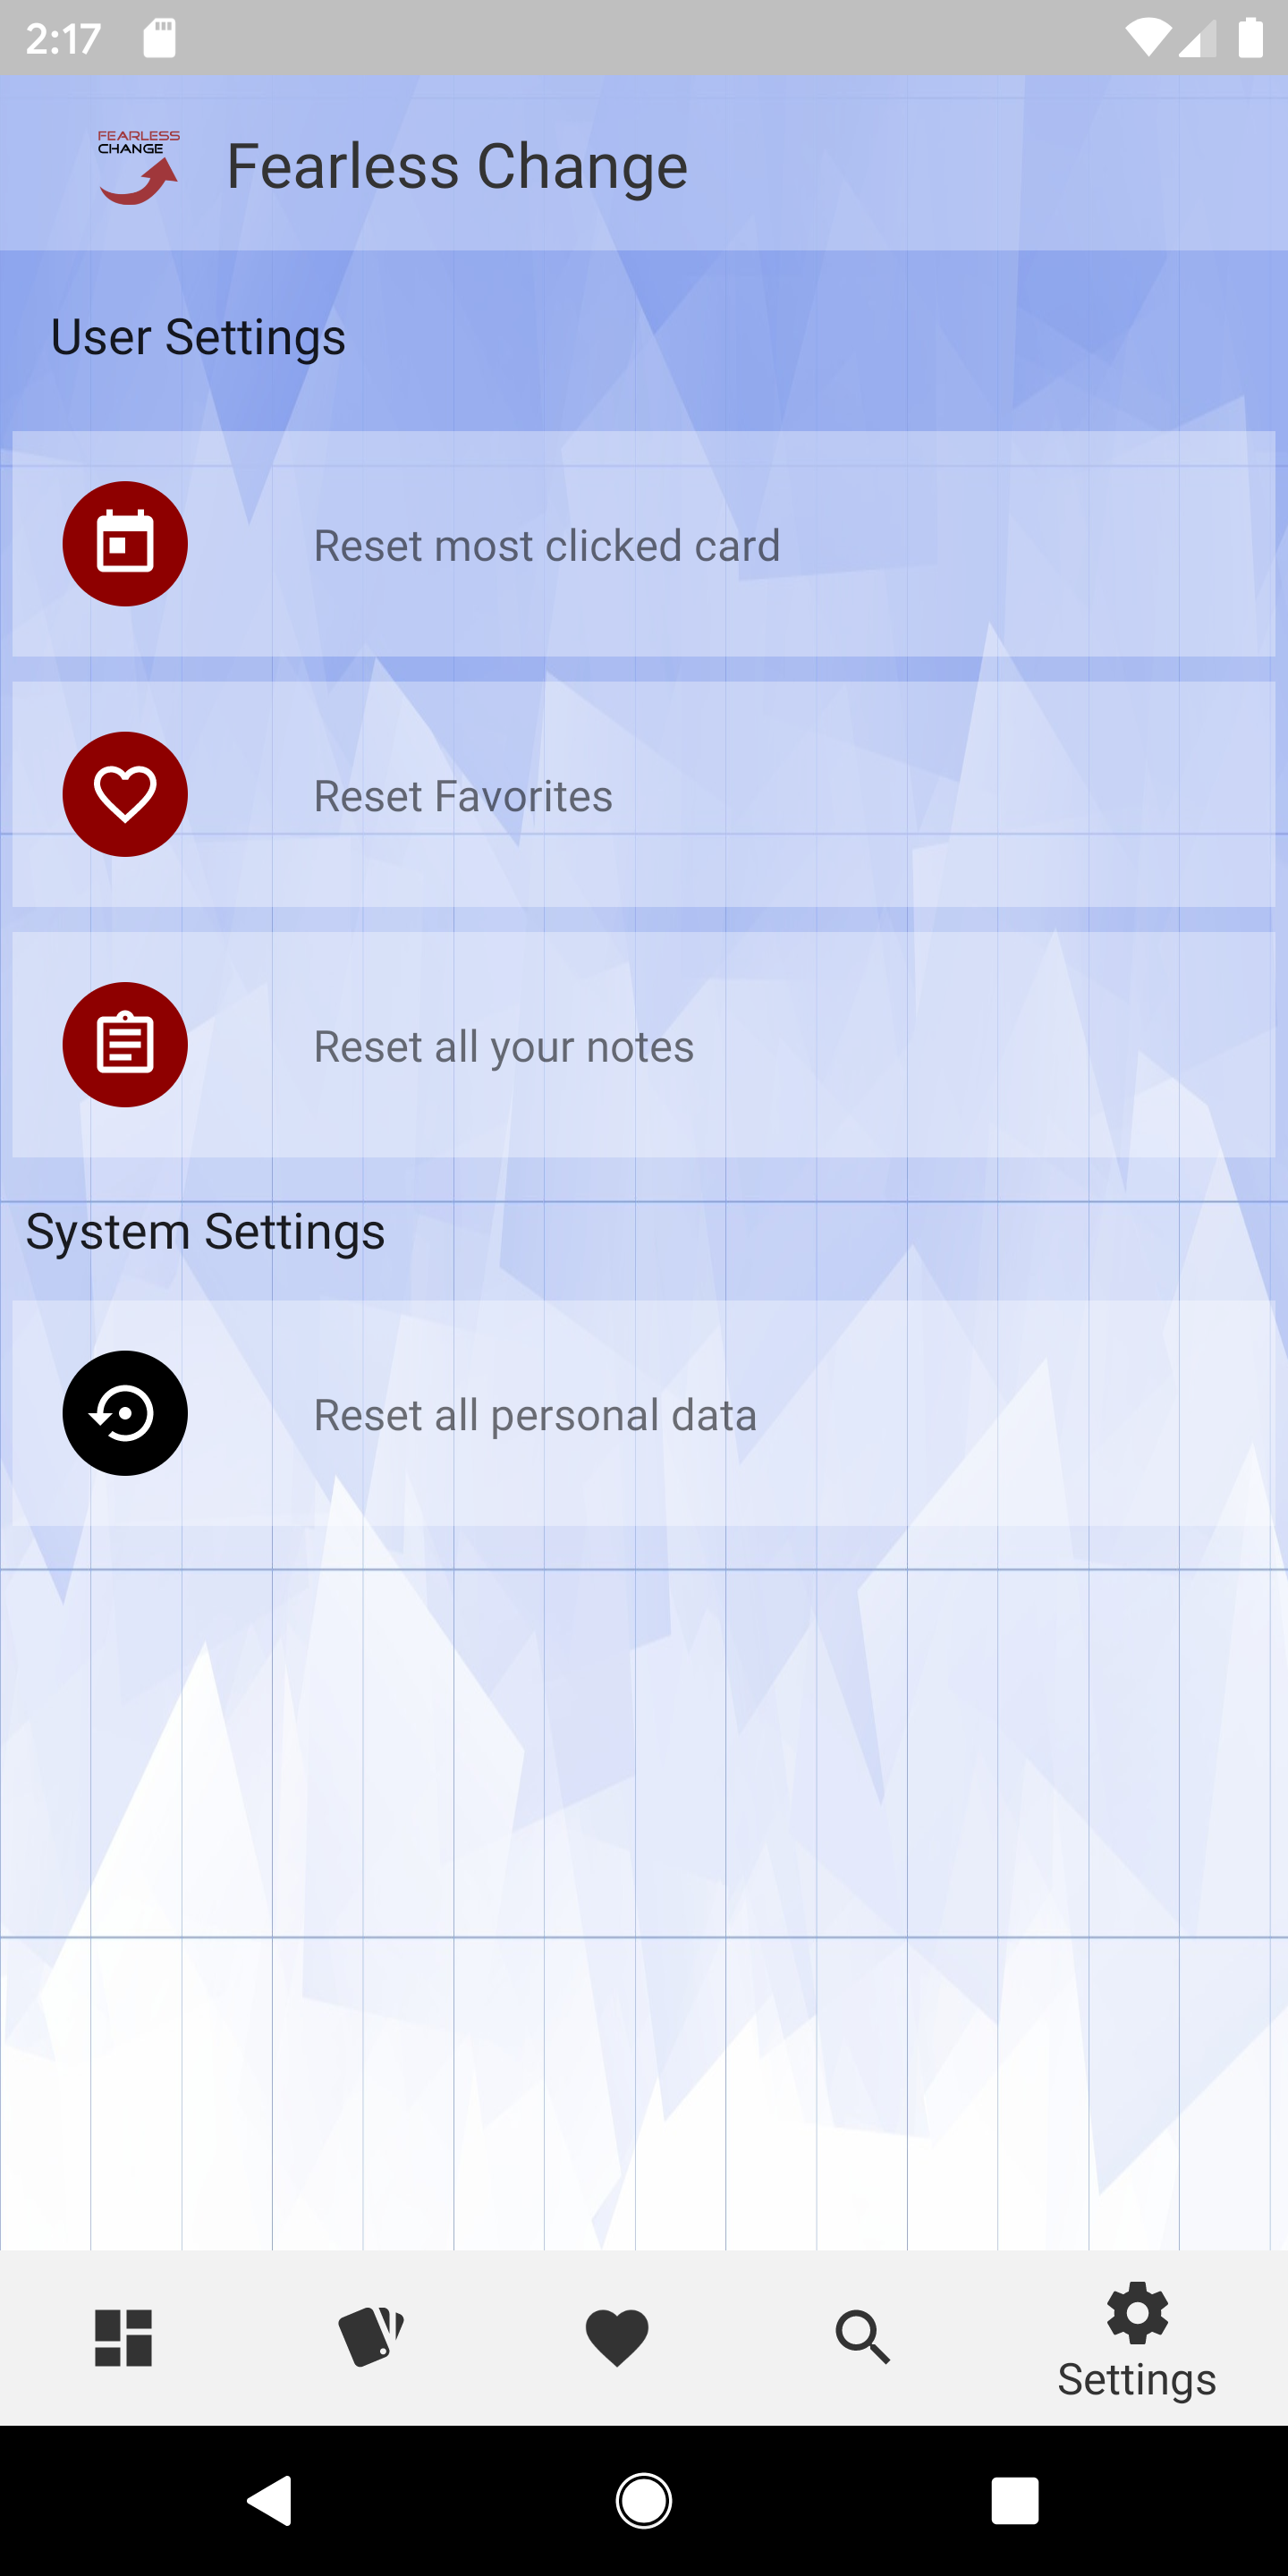 2:17
FEARLESS
CHANGE
Fearless Change
User Settings
Reset most clicked card
Reset Favorites
Reset all your notes
System Settings
Reset all personal data
Settings